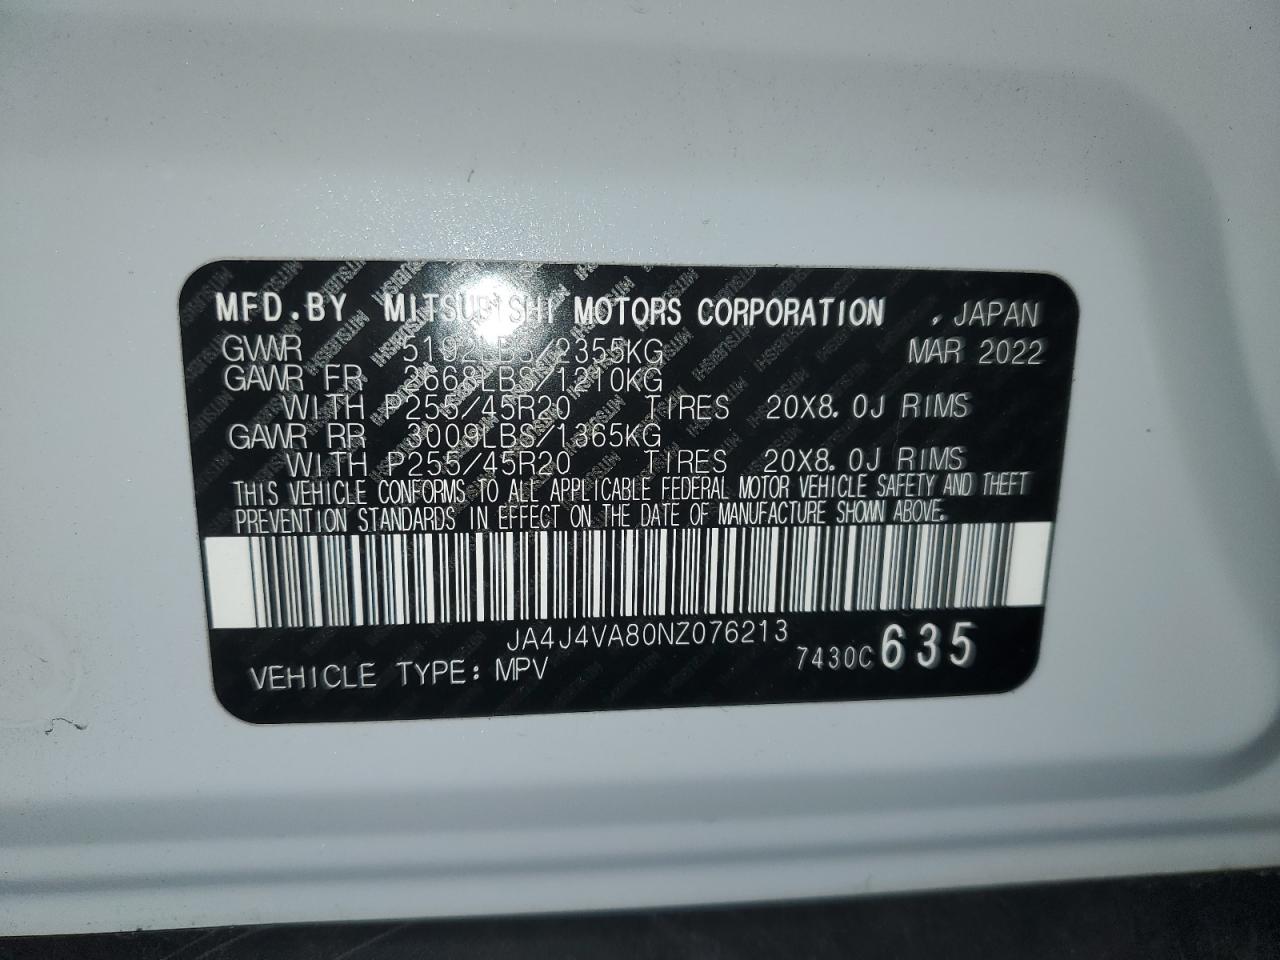 MFD.BY MITSUBISHI MOTORS CORPORATION , JAPAN
GVWR 5192LBS/2355KG MAR 2022
GAWR FR 2668LBS/1210KG
WITH P255/45R20 TIRES 20X8.0J RIMS
GAWR RR 3009LBS/1365KG
WITH P255/45R20 TIRES 20X8.0J RIMS
THIS VEHICLE CONFORMS TO ALL APPLICABLE FEDERAL MOTOR VEHICLE SAFETY AND THEFT
PREVENTION STANDARDS IN EFFECT ON THE DATE OF MANUFACTURE SHOWN ABOVE.
JA4J4VA80NZ076213
VEHICLE TYPE: MPV 7430C 635